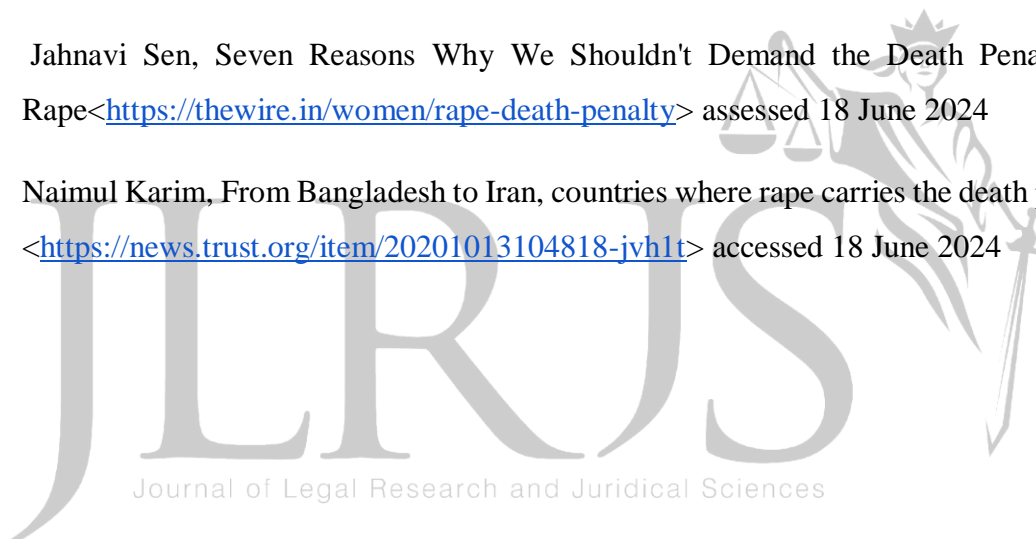 Jahnavi Sen, Seven Reasons Why We Shouldn't Demand the Death
Rape<https://thewire.in/women/rape-death-penalty> assessed 18 June 2024
Naimul Karim, From Bangladesh to Iran, countries where rape carries the death
<https://news.trust.org/item/20201013104818-jvh1t> accessed 18 June 2024
JLRJS
Journal of Legal Research and Juridical Sciences